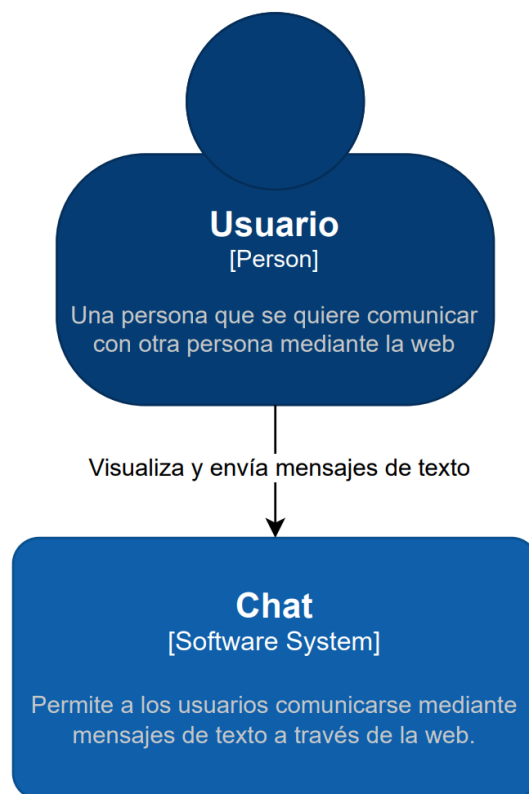 Usuario
[Person]
Una persona que se quiere comunicar
con otra persona mediante la web
Visualiza y envía mensajes de texto
Chat
[Software System]
Permite a los usuarios comunicarse mediante
mensajes de texto a través de la web.